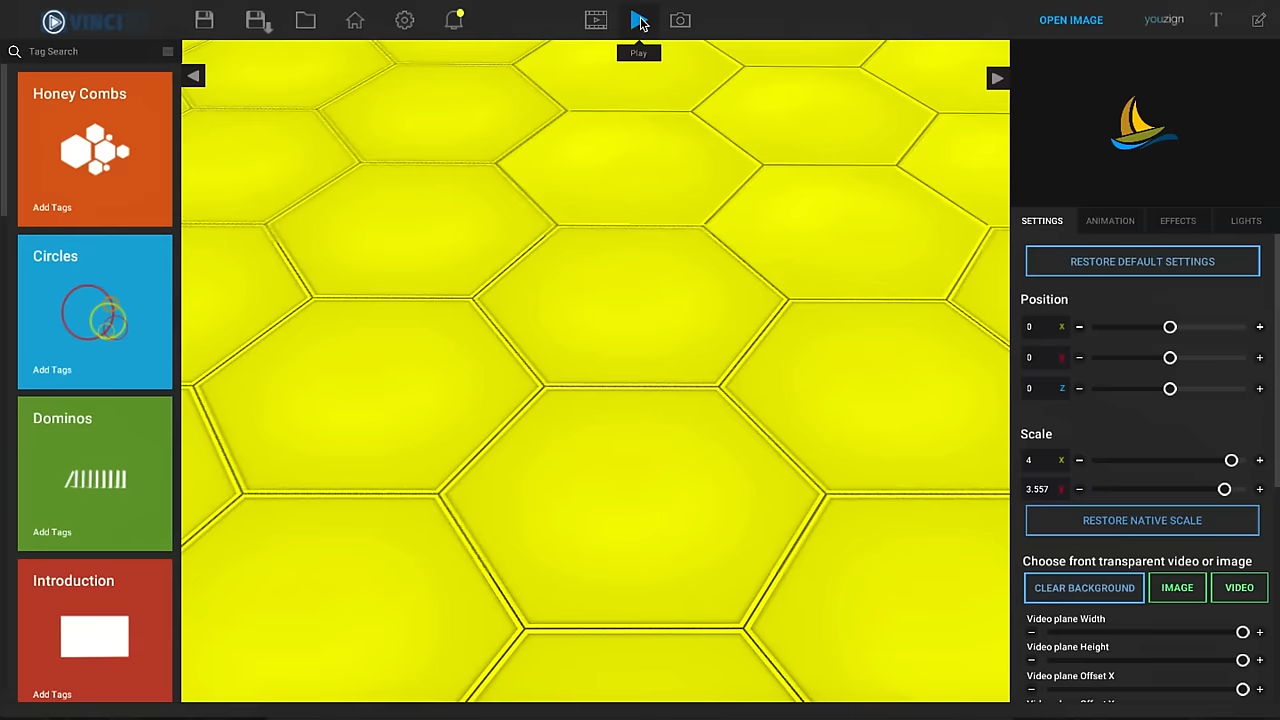 VINCI
OPEN IMAGE
youzign
T
Play
Tag Search
Honey Combs
Add Tags
Circles
Add Tags
Dominos
Add Tags
Introduction
Add Tags
SETTINGS
ANIMATION
EFFECTS
LIGHTS
RESTORE DEFAULT SETTINGS
Position
0 X
0 y
0 Z
Scale
4 X
3.557 y
RESTORE NATIVE SCALE
Choose front transparent video or image
CLEAR BACKGROUND
IMAGE
VIDEO
Video plane Width
Video plane Height
Video plane Offset X